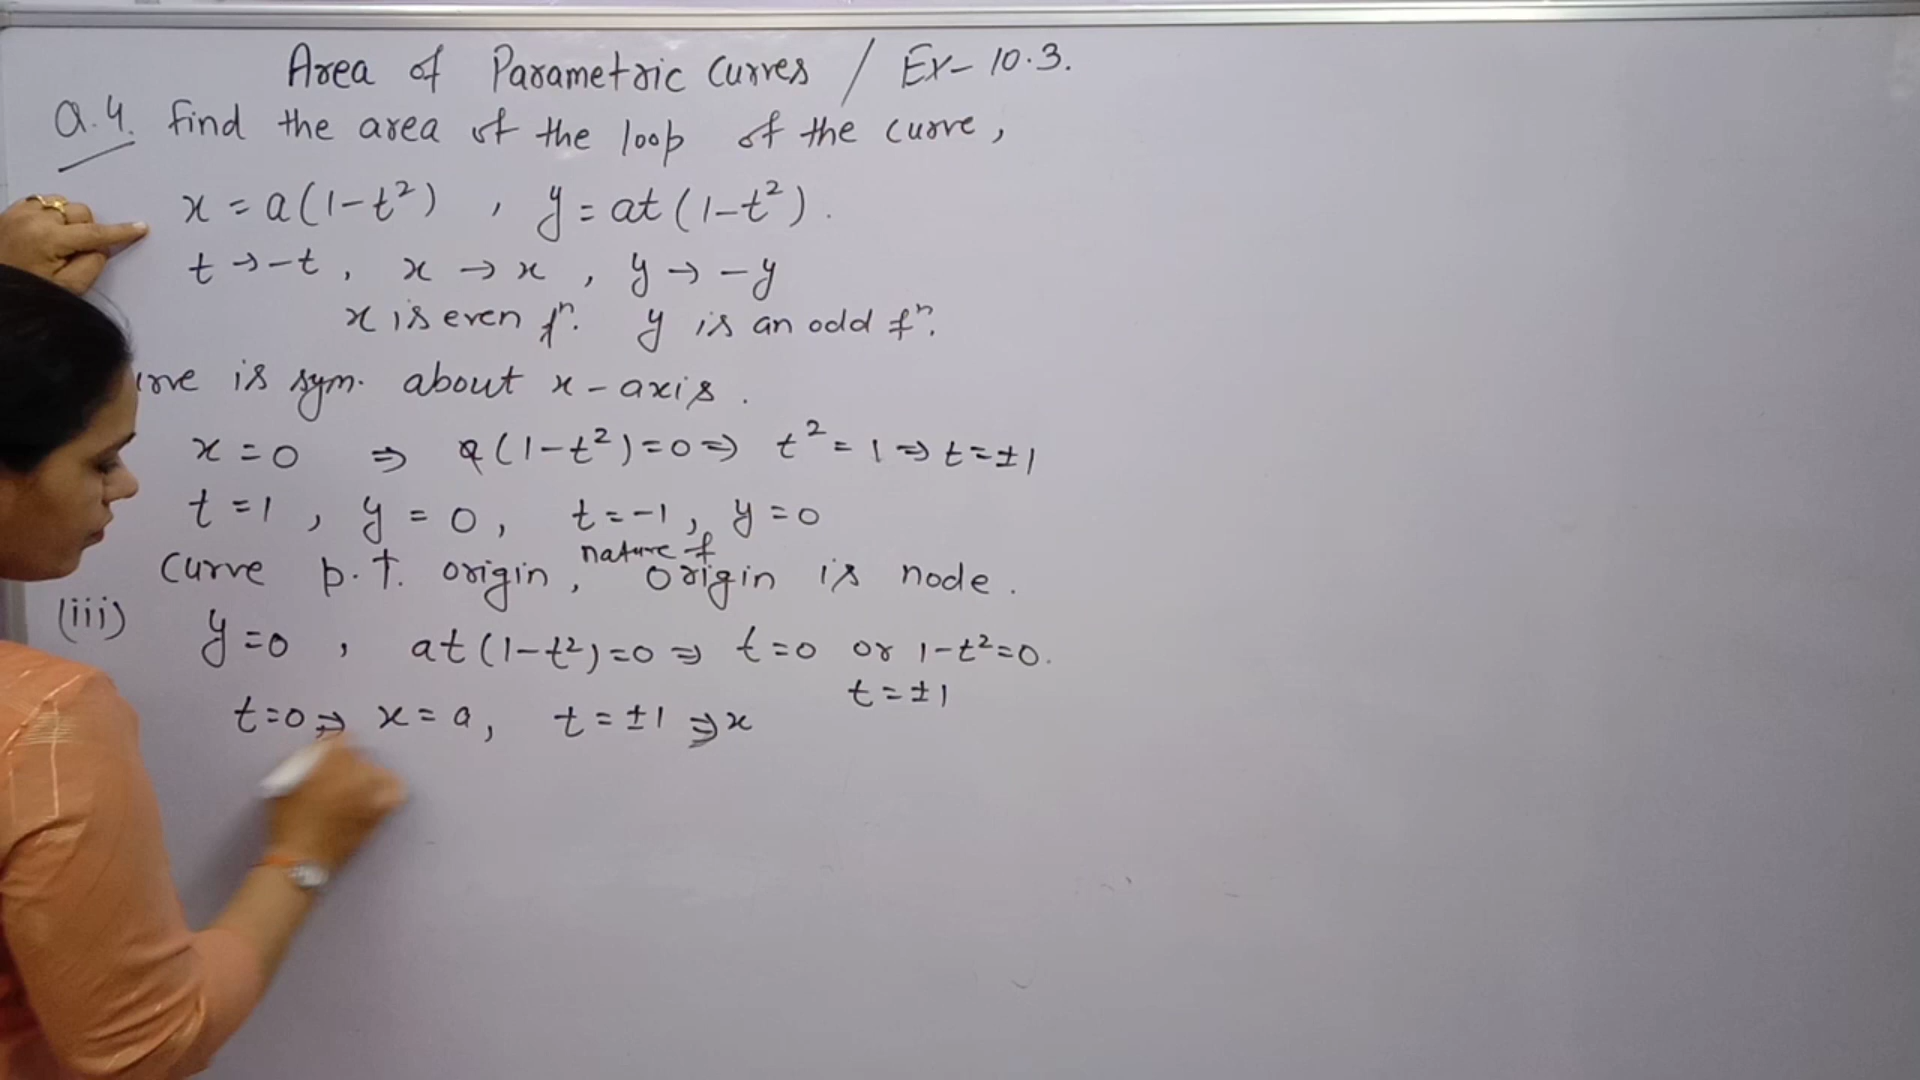 Area of Parametric Curves / Ex- 10.3.
Q.4. find the area of the loop of the curve,
x = a(1-t²) , y = at(1-t²).
t → -t, x → x, y → -y
x is even fⁿ. y is an odd fⁿ.
is sym. about x-axis.
x = 0 ⇒ a(1-t²)=0 ⇒ t² = 1 ⇒ t = ±1
t = 1, y = 0, t = -1, y = 0
nature of
Curve p.t. origin, origin is node.
(iii) y = 0, at(1-t²)=0 ⇒ t = 0 or 1-t²=0.
t = ±1
t=0 ⇒ x = a, t = ±1 ⇒ x